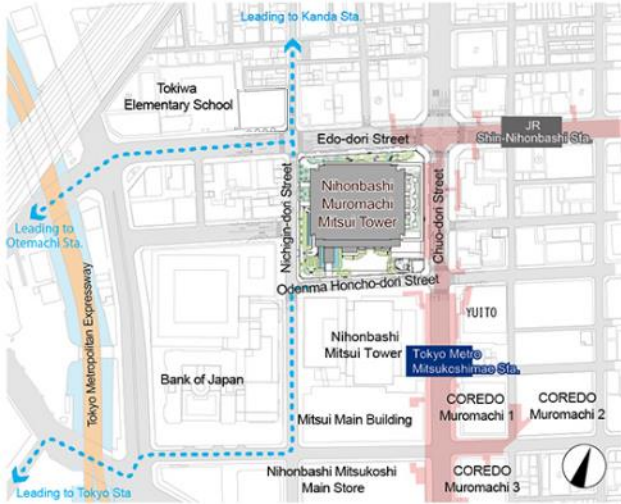 Leading to Kanda Sta.
Tokiwa
Elementary School
JR
Shin-Nihonbashi Sta.
Edo-dori Street
Nihonbashi
Muromachi
Mitsui Tower
Nichigin-dori Street
Chuo-dori Street
Leading to
Otemachi Sta.
Odenma Honcho-dori Street
Tokyo Metropolitan Expressway
YUITO
Nihonbashi
Mitsui Tower
Tokyo Metro
Mitsukoshimae Sta.
Bank of Japan
Mitsui Main Building
COREDO
Muromachi 1
COREDO
Muromachi 2
Leading to Tokyo Sta
Nihonbashi Mitsukoshi
Main Store
COREDO
Muromachi 3